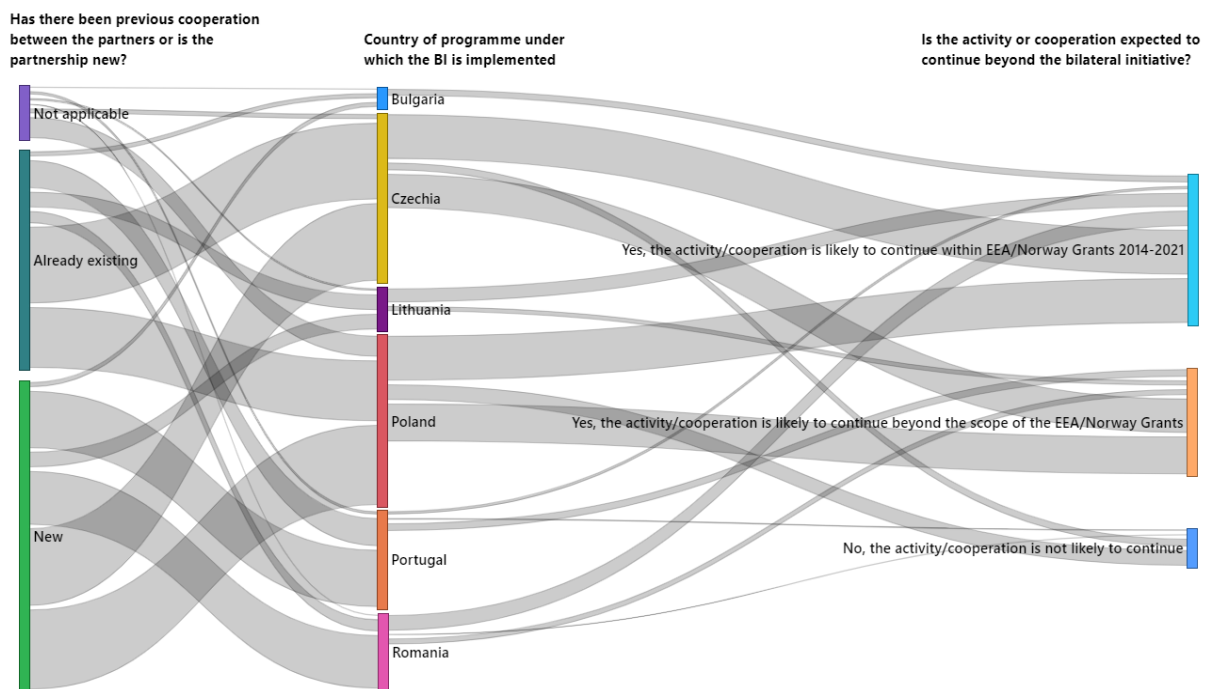 Has there been previous cooperation
between the partners or is the
partnership new?
Country of programme under
which the BI is implemented
Is the activity or cooperation expected to
continue beyond the bilateral initiative?
Not applicable
Already existing
New
Bulgaria
Czechia
Lithuania
Poland
Portugal
Romania
Yes, the activity/cooperation is likely to continue within EEA/Norway Grants 2014-2021
Yes, the activity/cooperation is likely to continue beyond the scope of the EEA/Norway Grants
No, the activity/cooperation is not likely to continue